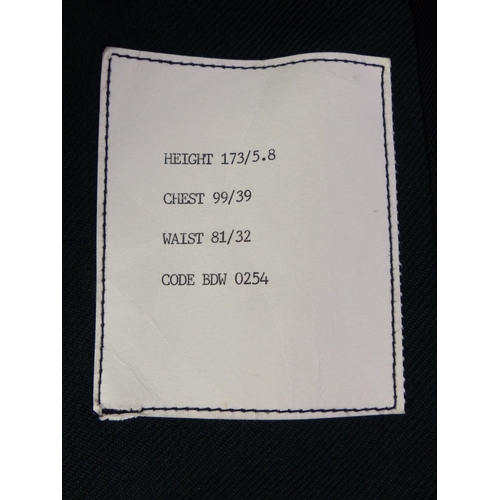 HEIGHT 173/5.8
CHEST 99/39
WAIST 81/32
CODE BDW 0254